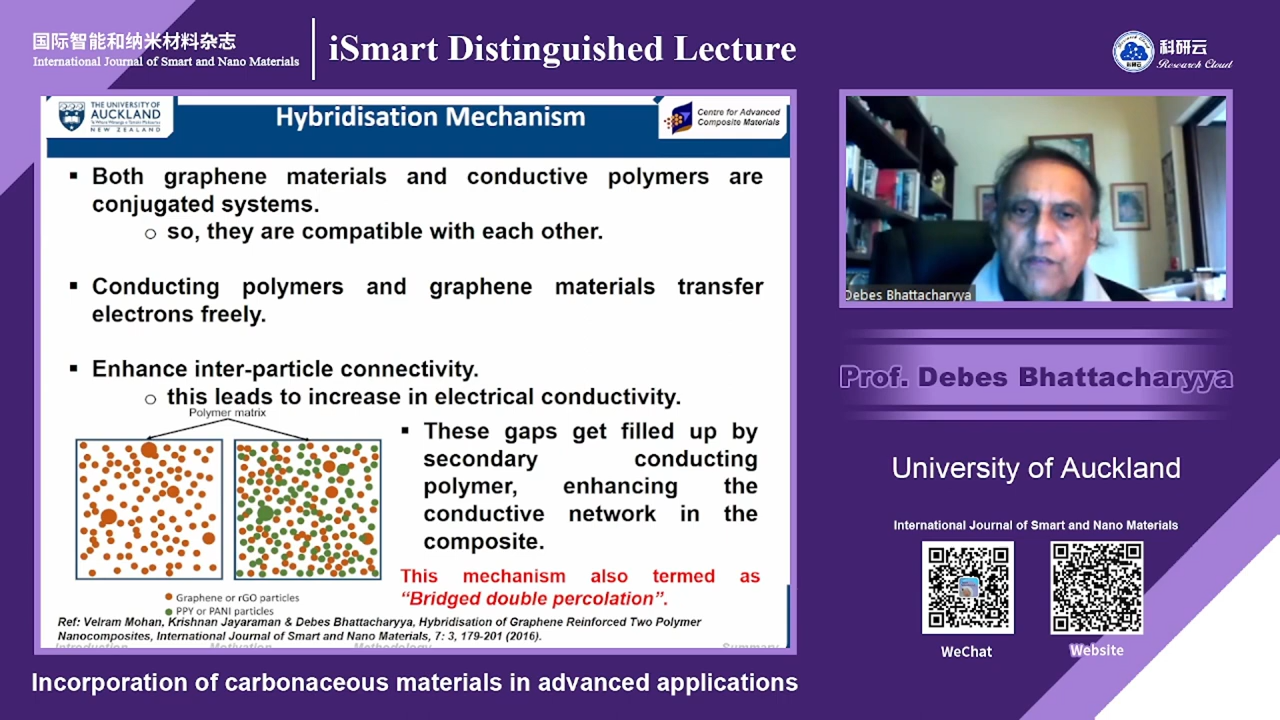 国际智能和纳米材料杂志
International Journal of Smart and Nano Materials
iSmart Distinguished Lecture
科研云
Research Cloud
THE UNIVERSITY OF
AUCKLAND
NEW ZEALAND
Hybridisation Mechanism
Centre for Advanced
Composite Materials
▪ Both graphene materials and conductive polymers are
conjugated systems.
o so, they are compatible with each other.
▪ Conducting polymers and graphene materials transfer
electrons freely.
▪ Enhance inter-particle connectivity.
o this leads to increase in electrical conductivity.
Polymer matrix
▪ These gaps get filled up by
secondary conducting
polymer, enhancing the
conductive network in the
composite.
This mechanism also termed as
“Bridged double percolation”.
Graphene or rGO particles
PPY or PANI particles
Ref: Velram Mohan, Krishnan Jayaraman & Debes Bhattacharyya, Hybridisation of Graphene Reinforced Two Polymer
Nanocomposites, International Journal of Smart and Nano Materials, 7: 3, 179-201 (2016).
Introduction Motivation Methodology Summary
Debes Bhattacharyya
Prof. Debes Bhattacharyya
University of Auckland
International Journal of Smart and Nano Materials
WeChat
Website
Incorporation of carbonaceous materials in advanced applications